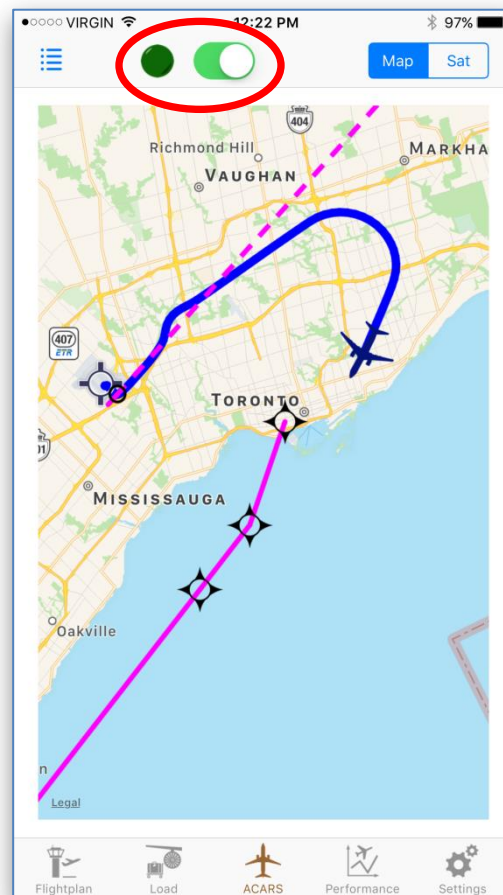 VIRGIN 12:22 PM 97%
Map Sat
404
Richmond Hill
MARKHA
VAUGHAN
407
ETR
TORONTO
01
MISSISSAUGA
Oakville
n
Legal
Flightplan Load ACARS Performance Settings